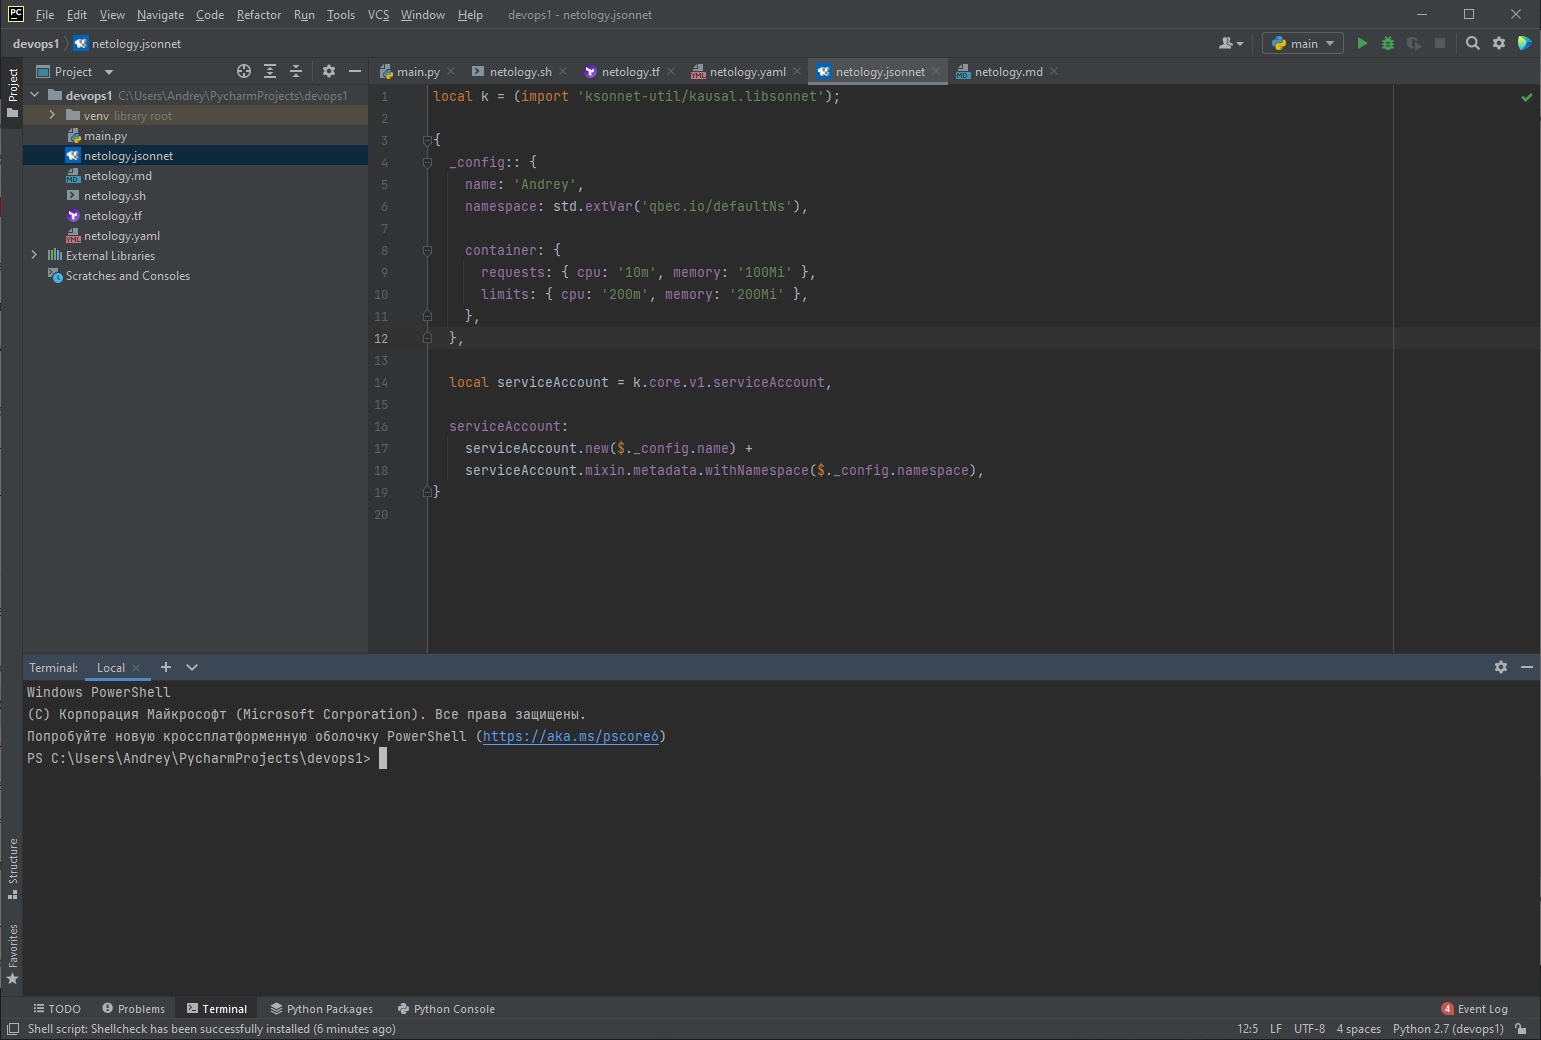 PC File Edit View Navigate Code Refactor Run Tools VCS Window Help devops1 - netology.jsonnet
devops1 netology.jsonnet main
Project
Project
main.py netology.sh netology.tf netology.yaml netology.jsonnet netology.md
devops1 C:\Users\Andrey\PycharmProjects\devops1
venv library root
main.py
netology.jsonnet
netology.md
netology.sh
netology.tf
netology.yaml
External Libraries
Scratches and Consoles
1 local k = (import 'ksonnet-util/kausal.libsonnet');
2
3 {
4 _config:: {
5 name: 'Andrey',
6 namespace: std.extVar('qbec.io/defaultNs'),
7
8 container: {
9 requests: { cpu: '10m', memory: '100Mi' },
10 limits: { cpu: '200m', memory: '200Mi' },
11 },
12 },
13
14 local serviceAccount = k.core.v1.serviceAccount,
15
16 serviceAccount:
17 serviceAccount.new($._config.name) +
18 serviceAccount.mixin.metadata.withNamespace($._config.namespace),
19 }
20
Terminal: Local
Windows PowerShell
(C) Корпорация Майкрософт (Microsoft Corporation). Все права защищены.
Попробуйте новую кроссплатформенную оболочку PowerShell (https://aka.ms/pscore6)
PS C:\Users\Andrey\PycharmProjects\devops1>
Structure
Favorites
TODO Problems Terminal Python Packages Python Console 4 Event Log
Shell script: Shellcheck has been successfully installed (6 minutes ago) 12:5 LF UTF-8 4 spaces Python 2.7 (devops1)